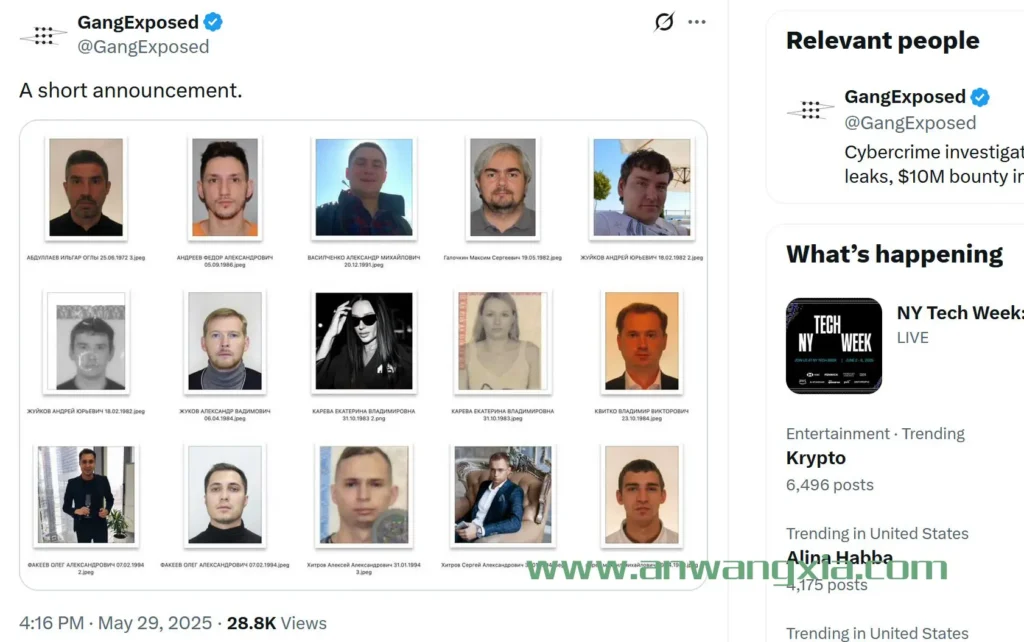 GangExposed
@GangExposed
A short announcement.
АБДУЛЛАЕВ ИЛЬГАР ОГЛЫ 25.06.1972 3.jpeg
АНДРЕЕВ ФЕДОР АЛЕКСАНДРОВИЧ
05.09.1986.jpeg
ВАСИЛЧЕНКО АЛЕКСАНДР МИХАЙЛОВИЧ
20.12.1991.jpeg
Галочкин Максим Сергеевич 19.05.1982.jpeg
ЖУЙКОВ АНДРЕЙ ЮРЬЕВИЧ 18.02.1982 2.jpeg
ЖУЙКОВ АНДРЕЙ ЮРЬЕВИЧ 18.02.1982.jpeg
ЖУКОВ АЛЕКСАНДР ВАДИМОВИЧ
06.04.1984.jpeg
КАРЕВА ЕКАТЕРИНА ВЛАДИМИРОВНА
31.10.1983 2.png
КАРЕВА ЕКАТЕРИНА ВЛАДИМИРОВНА
31.10.1983.jpeg
КВИТКО ВЛАДИМИР ВИКТОРОВИЧ
23.10.1984.jpeg
ФАКЕЕВ ОЛЕГ АЛЕКСАНДРОВИЧ 07.02.1994
2.jpeg
ФАКЕЕВ ОЛЕГ АЛЕКСАНДРОВИЧ 07.02.1994.jpeg
Хитров Алексей Александрович 31.01.1994
3.jpeg
Хитров Сергей Александрович
www.anwangxia.com
4:16 PM · May 29, 2025 · 28.8K Views
Relevant people
GangExposed
@GangExposed
Cybercrime investigat
leaks, $10M bounty in
What's happening
TECH
NY
WEEK
NY Tech Week:
LIVE
Entertainment · Trending
Krypto
6,496 posts
Trending in United States
Alina Habba
4,175 posts
Trending in United States